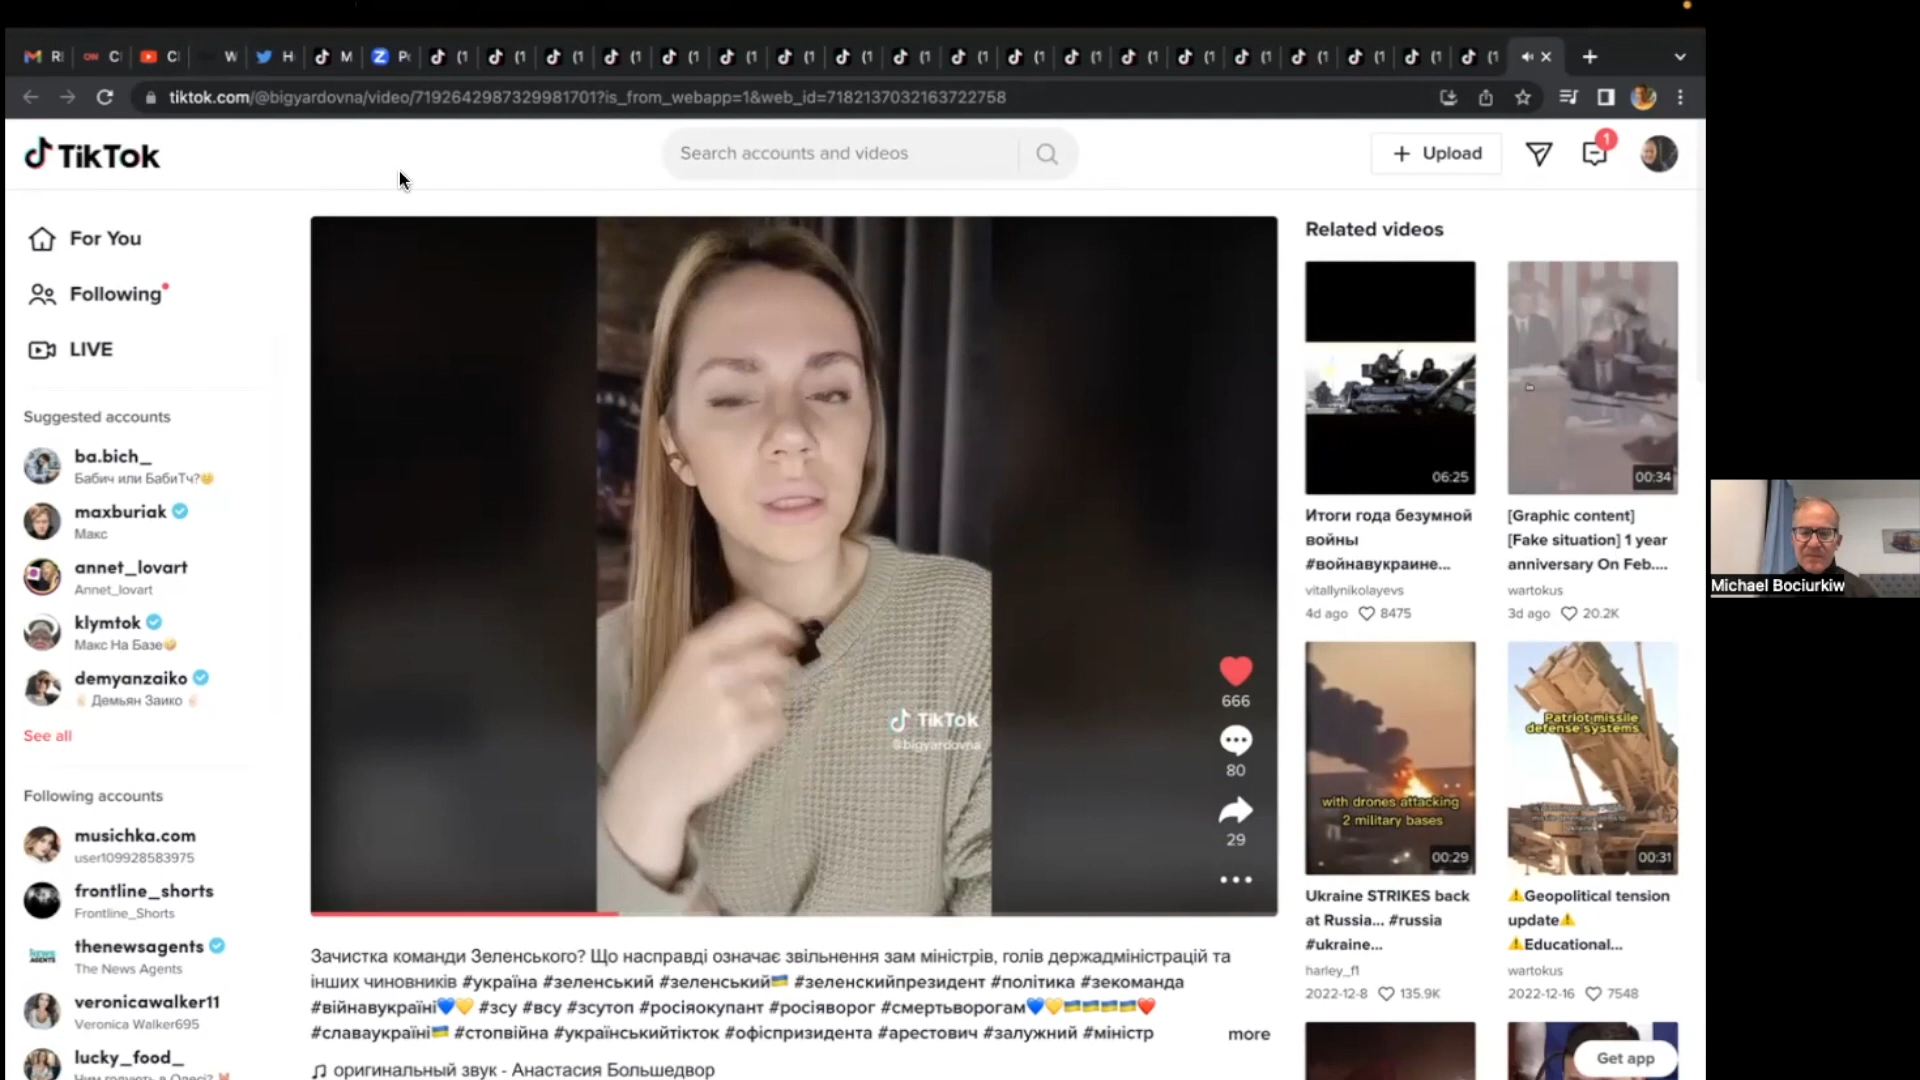 tiktok.com/@bigyardovna/video/7192642987329981701?is_from_webapp=1&web_id=7182137032163722758
TikTok
Search accounts and videos
Upload
1
For You
Following
LIVE
Suggested accounts
ba.bich_
Бабич или БабиТч?
maxburiak
Макс
annet_lovart
Annet_lovart
klymtok
Макс На Базе
demyanzaiko
Демьян Заико
See all
Following accounts
musichka.com
user109928583975
frontline_shorts
Frontline_Shorts
thenewsagents
The News Agents
veronicawalker11
Veronica Walker695
lucky_food_
TikTok
@bigyardovna
666
80
29
Зачистка команди Зеленського? Що насправді означає звільнення зам міністрів, голів держадміністрацій та
інших чиновників #україна #зеленський #зеленський🇺🇦 #зеленскийпрезидент #політика #зекоманда
#війнавукраїні💙💛 #зсу #всу #зсутоп #росіяокупант #росіяворог #смертьворогам💙💛🇺🇦🇺🇦🇺🇦🇺🇦❤️
#славаукраїні🇺🇦 #стопвійна #українськийтікток #офіспризидента #арестович #залужний #міністр
more
оригинальный звук - Анастасия Большедвор
Related videos
06:25
Итоги года безумной
войны
#войнавукраине...
vitallynikolayevs
4d ago 8475
00:34
[Graphic content]
[Fake situation] 1 year
anniversary On Feb....
wartokus
3d ago 20.2K
with drones attacking
2 military bases
00:29
Ukraine STRIKES back
at Russia... #russia
#ukraine...
harley_f1
2022-12-8 135.9K
Patriot missile
defense systems
00:31
⚠️Geopolitical tension
update⚠️
⚠️Educational...
wartokus
2022-12-16 7548
Get app
Michael Bociurkiw